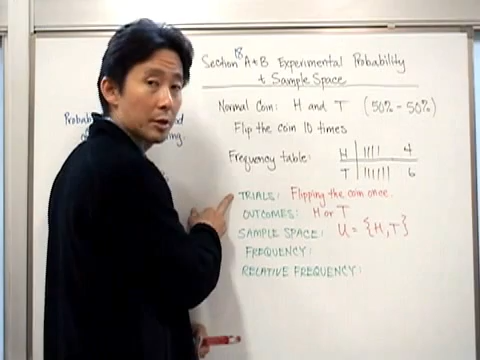 Section 18 A+B Experimental Probability
+ Sample Space
Normal Coin: H and T (50% - 50%)
Flip the coin 10 times
Frequency table: H |||| 4
T |||||| 6
TRIALS: Flipping the coin once.
OUTCOMES: H or T
SAMPLE SPACE: U = {H, T}
FREQUENCY:
RELATIVE FREQUENCY: